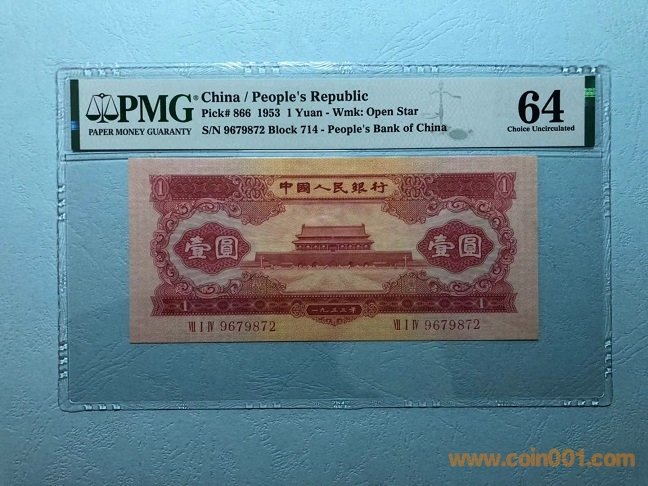 PMG
PAPER MONEY GUARANTY
China / People's Republic
Pick# 866 1953 1 Yuan - Wmk: Open Star
S/N 9679872 Block 714 - People's Bank of China
64
Choice Uncirculated
1 中國人民銀行 1
壹圓 壹圓
1 一九五三年 1
VII I IV 9679872 VII I IV 9679872
www.coin001.com